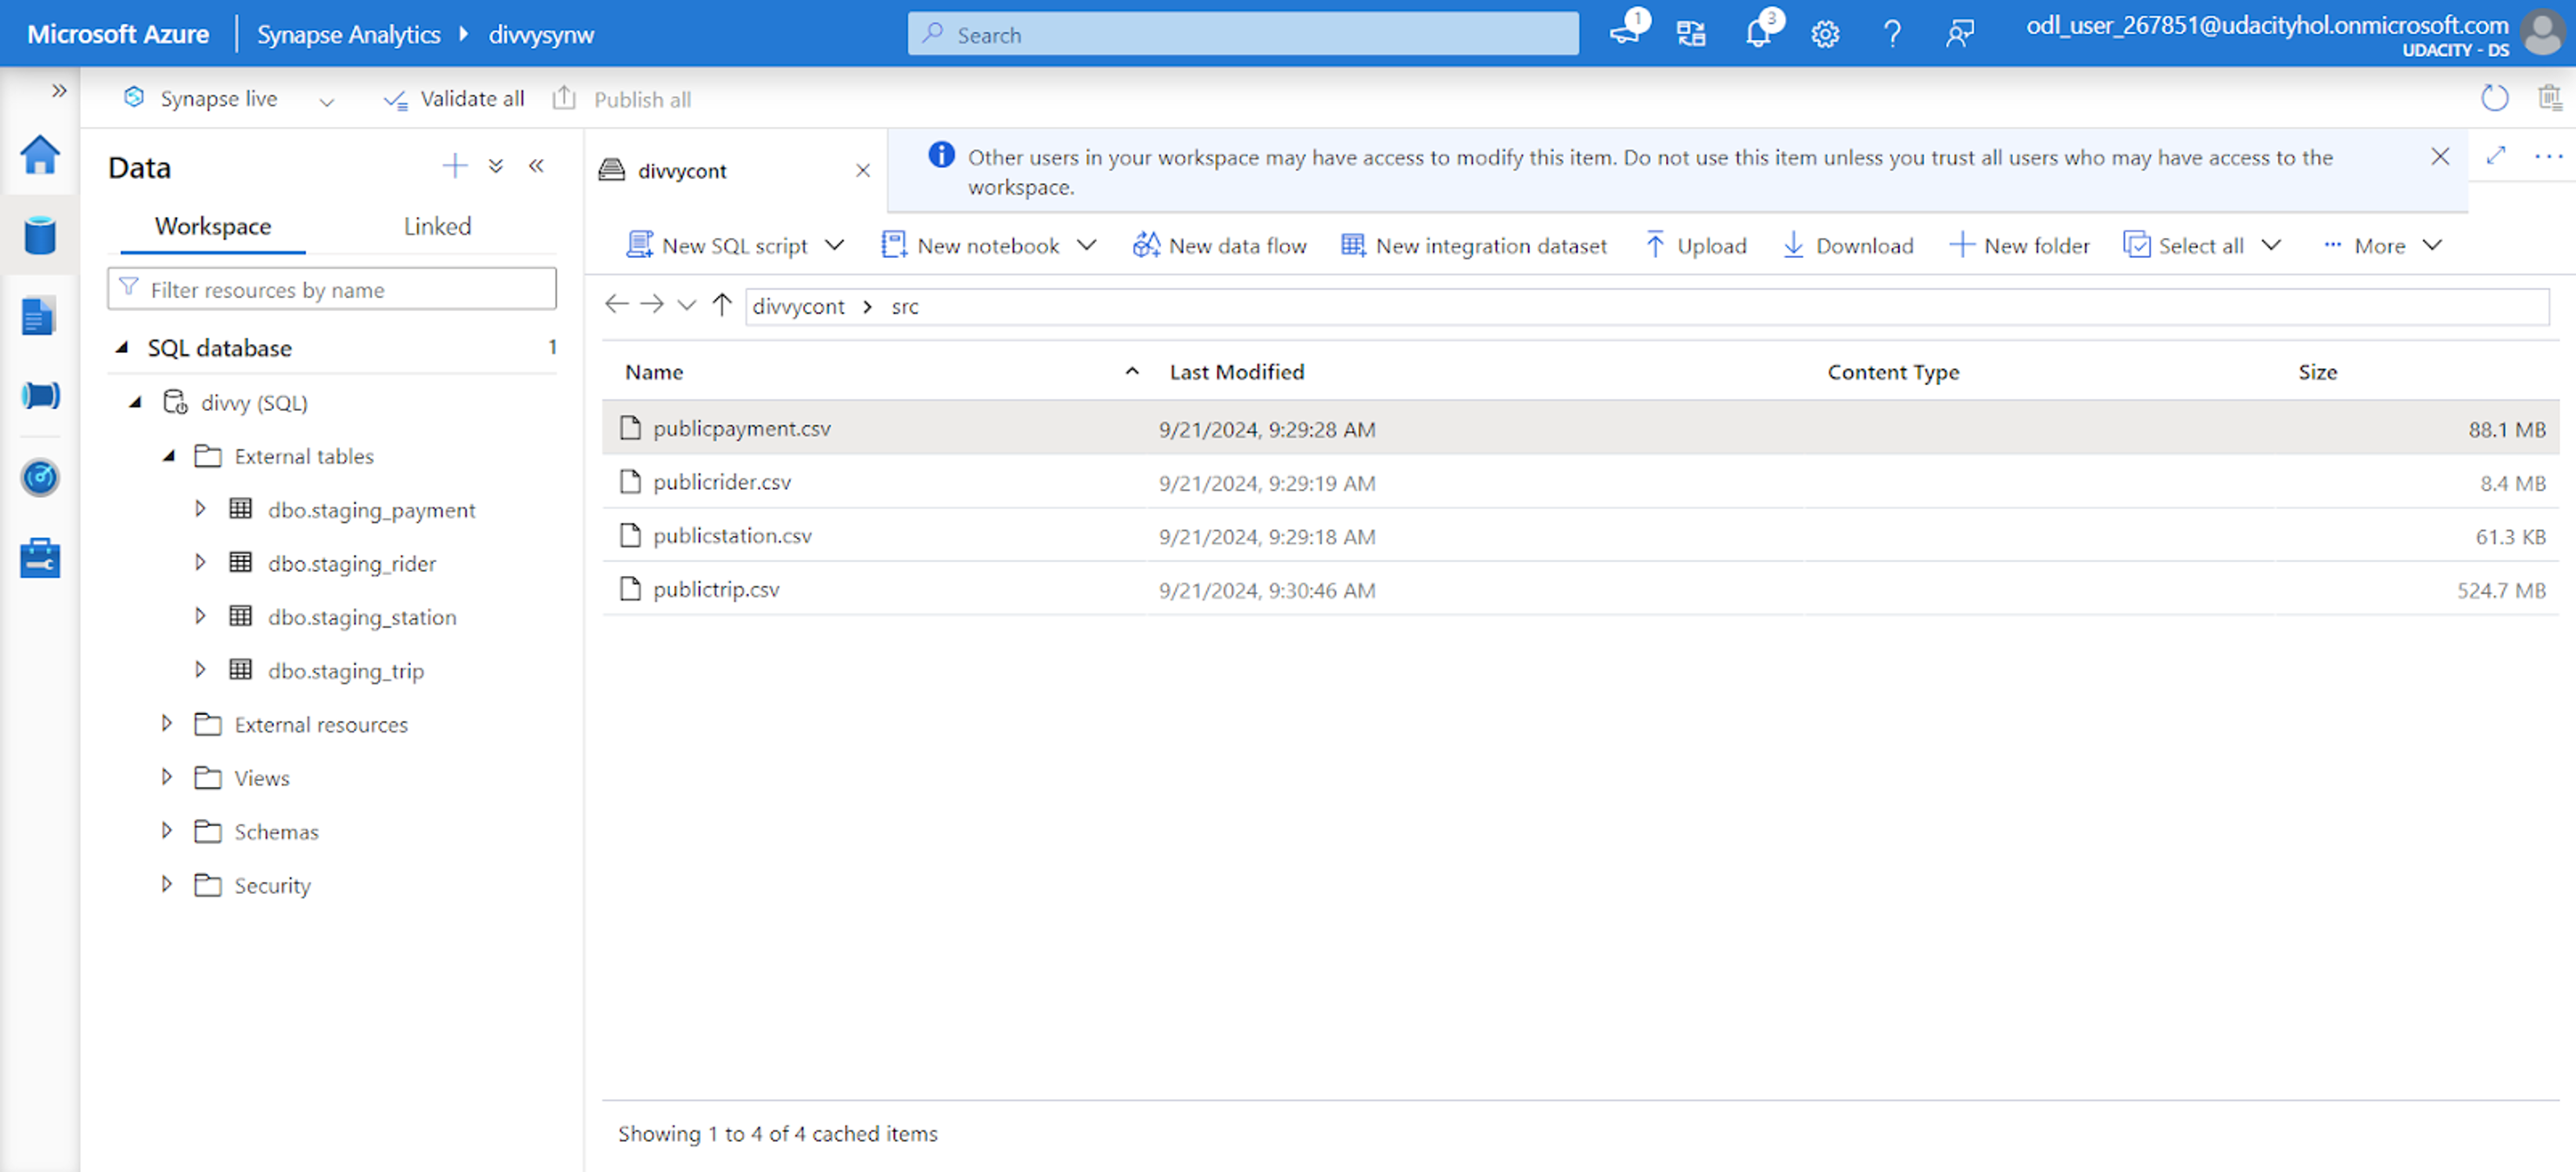 Microsoft Azure
Synapse Analytics
divvysynw
Search
1
3
odl_user_267851@udacityhol.onmicrosoft.com
UDACITY - DS
Synapse live
Validate all
Publish all
Data
Workspace
Linked
Filter resources by name
SQL database 1
divvy (SQL)
External tables
dbo.staging_payment
dbo.staging_rider
dbo.staging_station
dbo.staging_trip
External resources
Views
Schemas
Security
divvycont
Other users in your workspace may have access to modify this item. Do not use this item unless you trust all users who may have access to the
workspace.
New SQL script
New notebook
New data flow
New integration dataset
Upload
Download
New folder
Select all
More
divvycont > src
Name Last Modified Content Type Size
publicpayment.csv 9/21/2024, 9:29:28 AM 88.1 MB
publicrider.csv 9/21/2024, 9:29:19 AM 8.4 MB
publicstation.csv 9/21/2024, 9:29:18 AM 61.3 KB
publictrip.csv 9/21/2024, 9:30:46 AM 524.7 MB
Showing 1 to 4 of 4 cached items